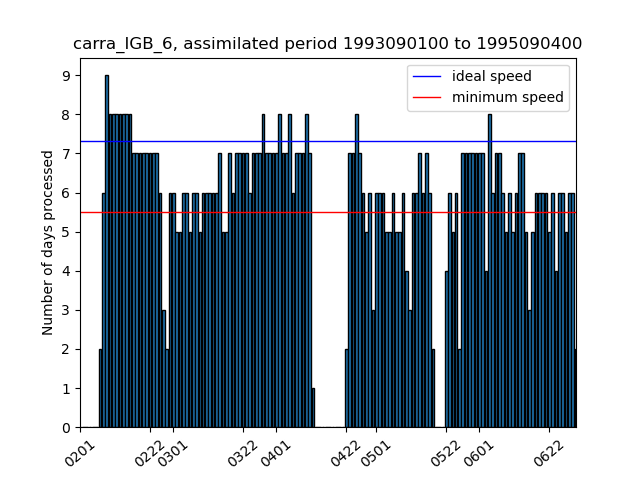 carra_IGB_6, assimilated period 1993090100 to 1995090400
ideal speed
minimum speed
Number of days processed
9
8
7
6
5
4
3
2
1
0
0201 0222 0301 0322 0401 0422 0501 0522 0601 0622